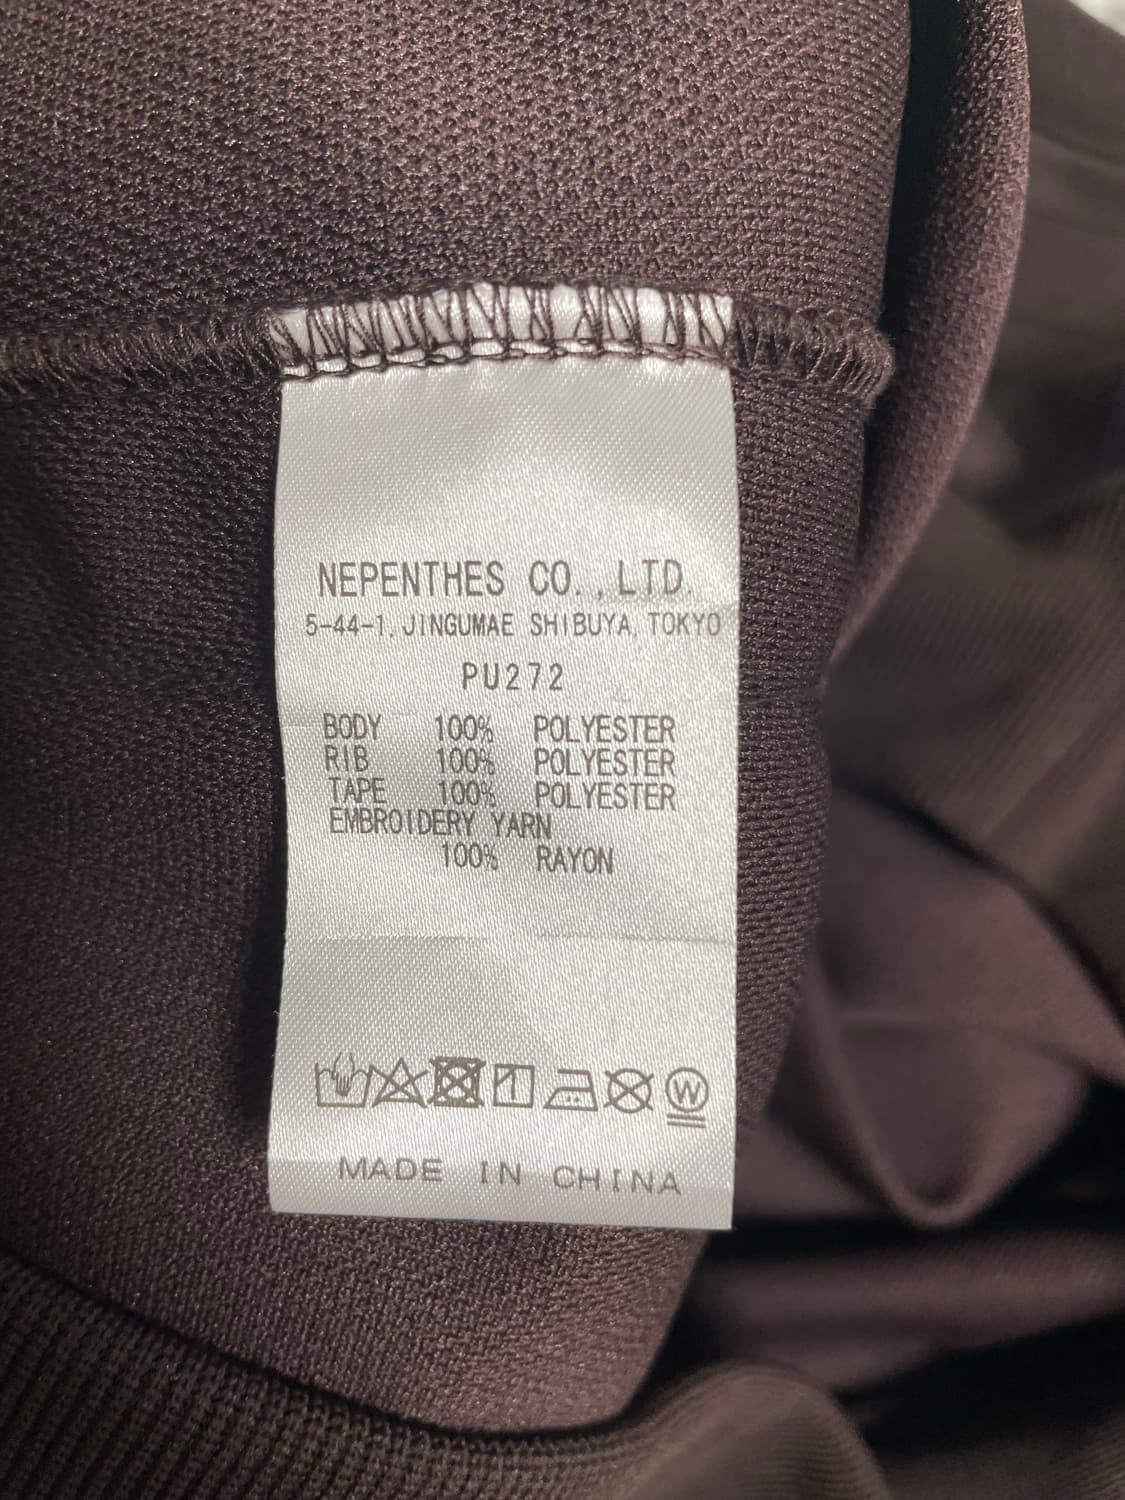 NEPENTHES CO.,LTD.
5-44-1, JINGUMAE SHIBUYA, TOKYO
PU272
BODY 100% POLYESTER
RIB 100% POLYESTER
TAPE 100% POLYESTER
EMBROIDERY YARN
100% RAYON
W
MADE IN CHINA